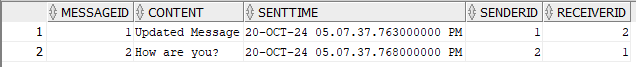 MESSAGEID CONTENT SENTTIME SENDERID RECEIVERID
1 1 Updated Message 20-OCT-24 05.07.37.763000000 PM 1 2
2 2 How are you? 20-OCT-24 05.07.37.768000000 PM 2 1